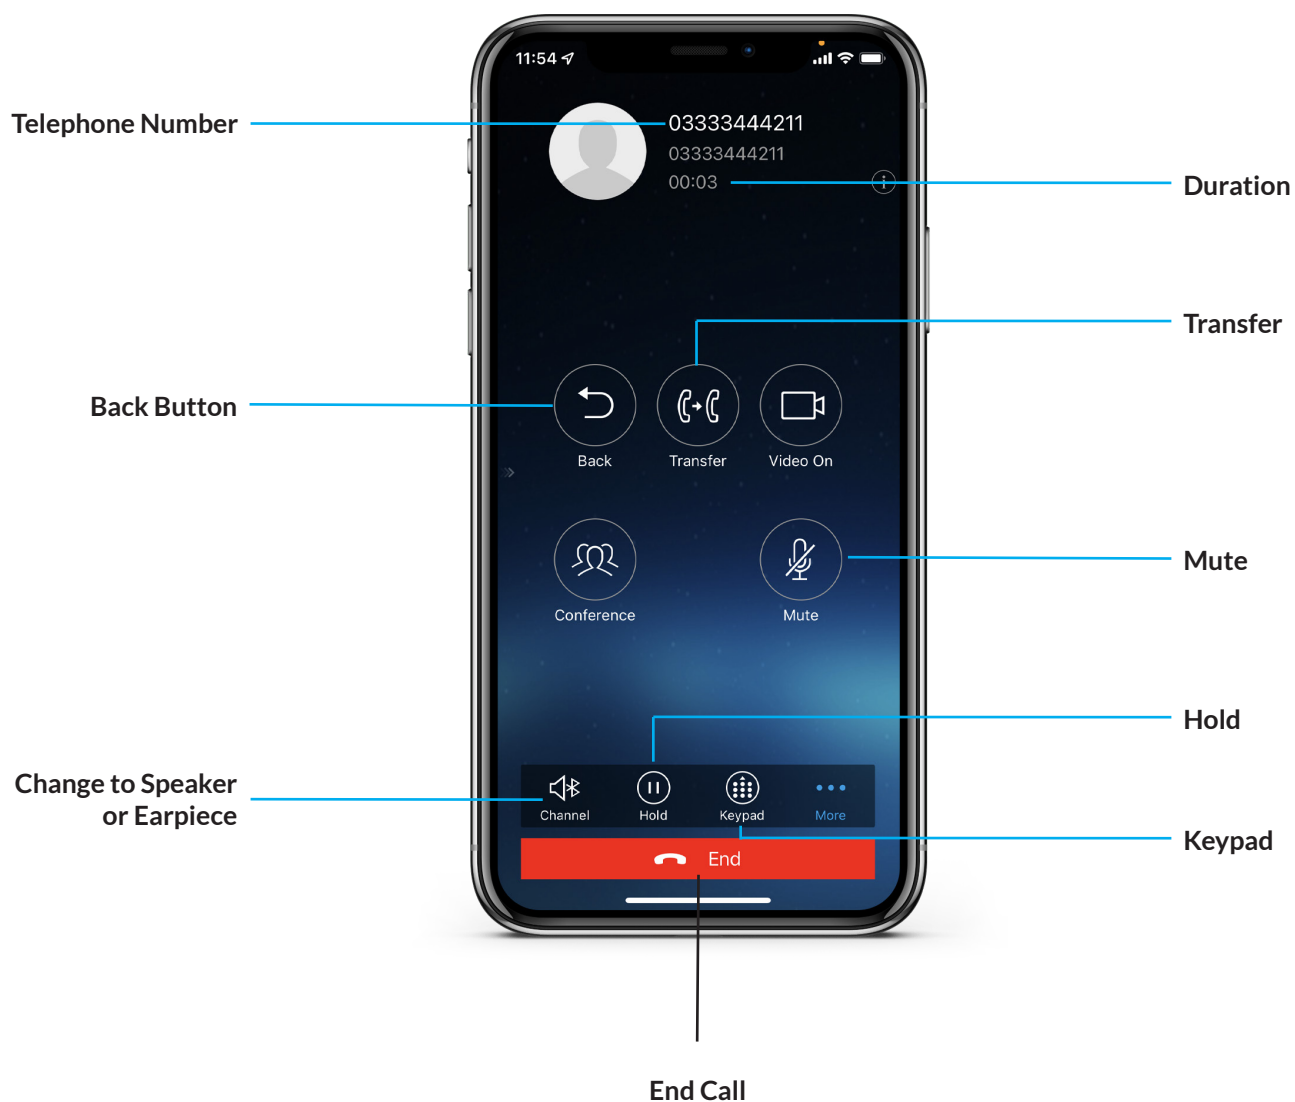 11:54
Telephone Number
03333444211
03333444211
00:03
Duration
Transfer
Back Button
Back
Transfer
Video On
Conference
Mute
Mute
Hold
Change to Speaker
or Earpiece
Channel
Hold
Keypad
More
Keypad
End
End Call